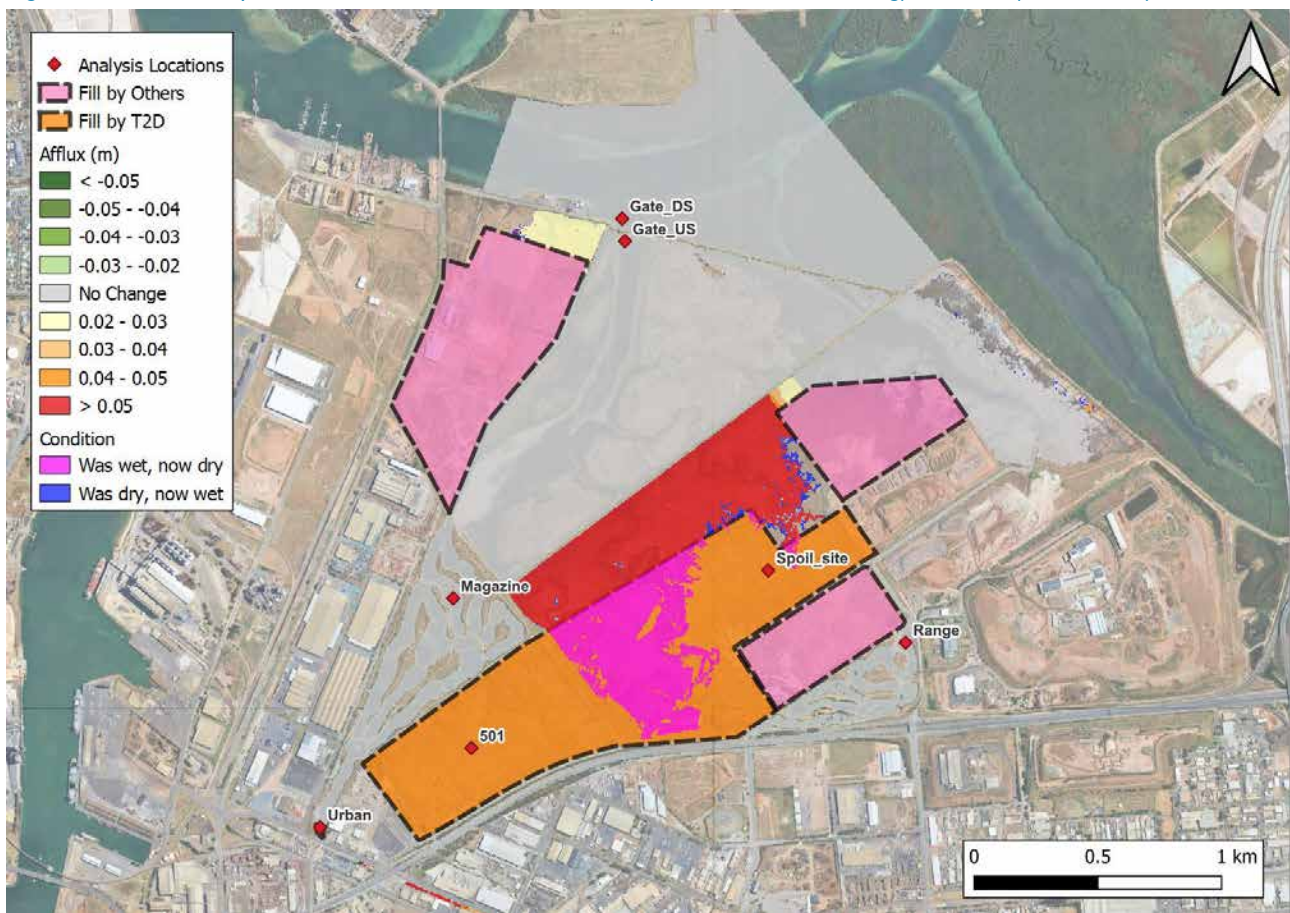 Analysis Locations
Fill by Others
Fill by T2D
Afflux (m)
< -0.05
-0.05 - -0.04
-0.04 - -0.03
-0.03 - -0.02
No Change
0.02 - 0.03
0.03 - 0.04
0.04 - 0.05
> 0.05
Condition
Was wet, now dry
Was dry, now wet
Gate_DS
Gate_US
Magazine
Spoil_site
Range
501
Urban
0 0.5 1 km